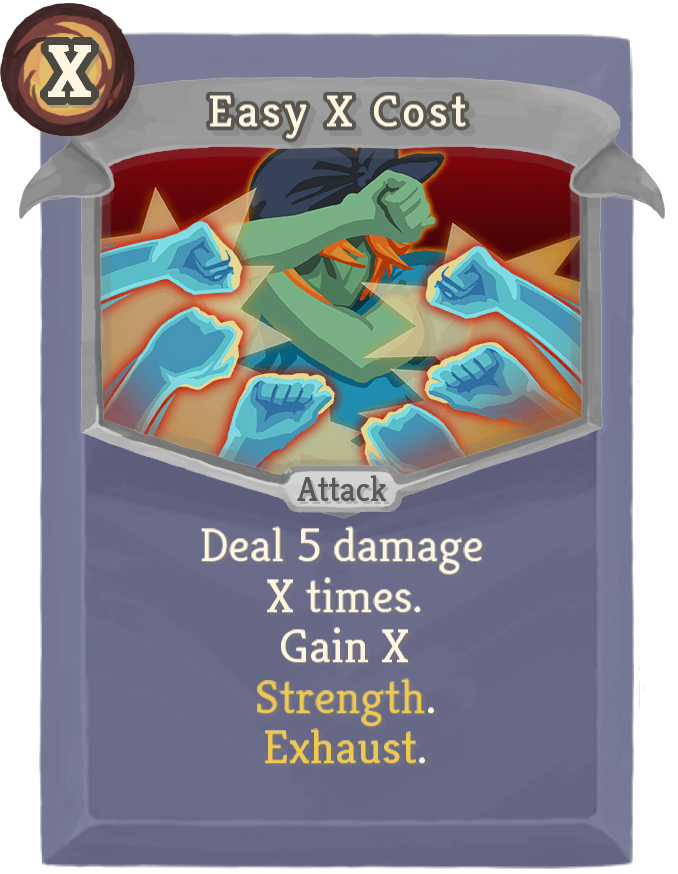 X
Easy X Cost
Attack
Deal 5 damage
X times.
Gain X
Strength.
Exhaust.